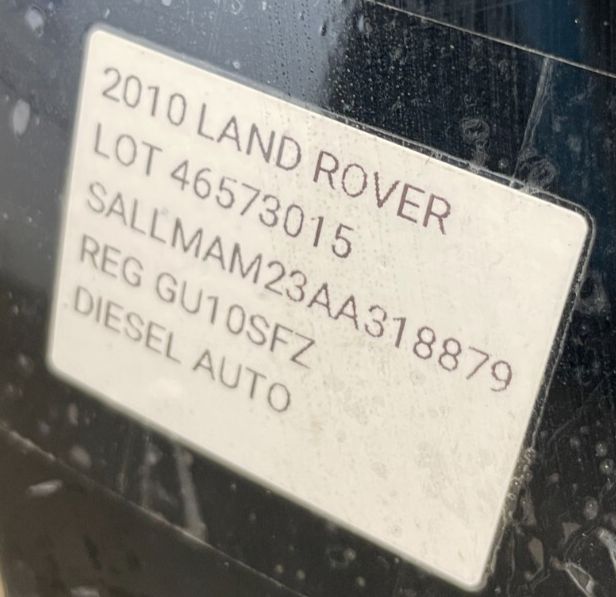 2010 LAND ROVER
LOT 46573015
SALLMAM23AA318879
REG GU10SFZ
DIESEL AUTO